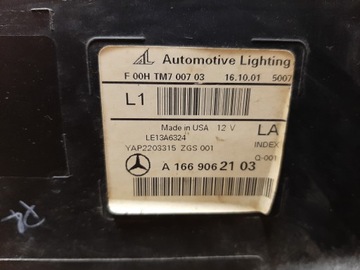 AL Automotive Lighting
F 00H TM7 007 03 16.10.01 5007
L1
Made in USA 12 V LA
LE13A6324 INDEX
YAP2203315 ZGS 001 Q-001
A 166 906 21 03